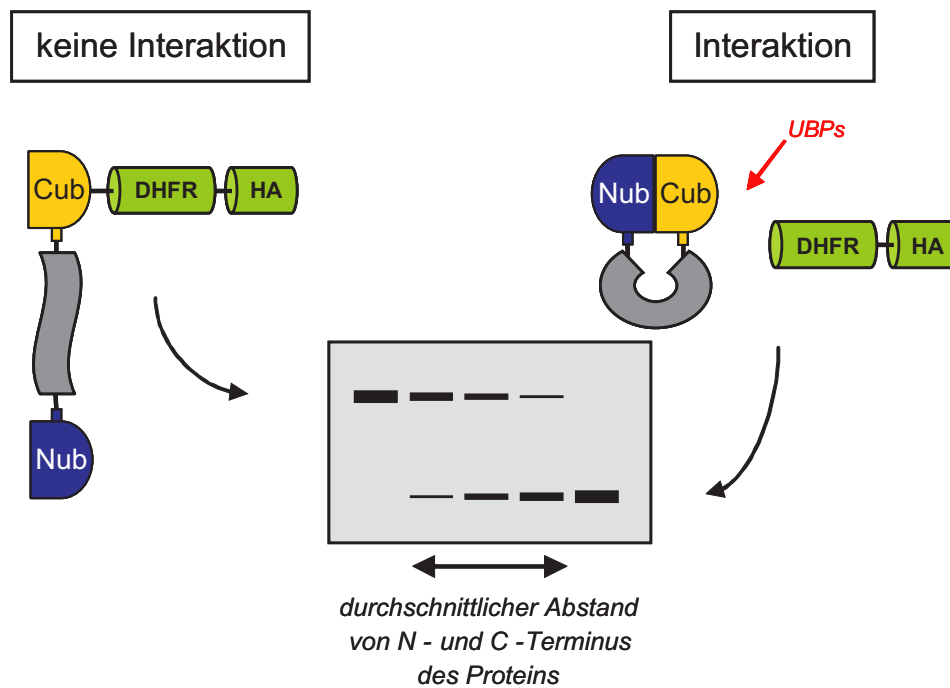 keine Interaktion
Interaktion
UBPs
Cub
DHFR
HA
Nub
Nub
Cub
DHFR
HA
durchschnittlicher Abstand
von N - und C -Terminus
des Proteins